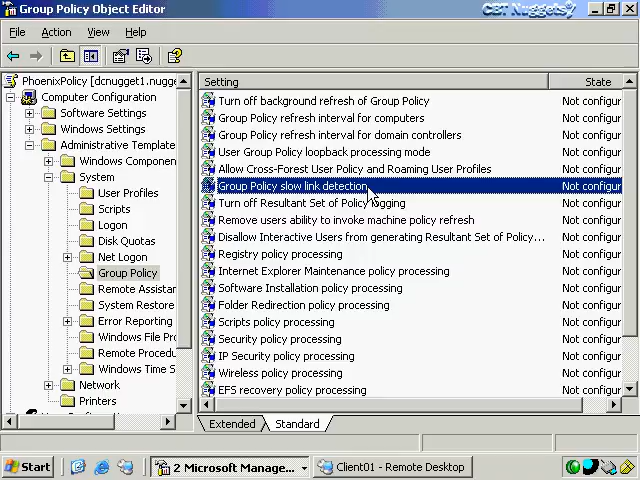 Group Policy Object Editor
CBT Nuggets
File Action View Help
PhoenixPolicy [dcnugget1.nugge
Computer Configuration
Software Settings
Windows Settings
Administrative Template
Windows Componen
System
User Profiles
Scripts
Logon
Disk Quotas
Net Logon
Group Policy
Remote Assistar
System Restore
Error Reporting
Windows File Pro
Remote Procedu
Windows Time S
Network
Printers
Setting State
Turn off background refresh of Group Policy Not configur
Group Policy refresh interval for computers Not configur
Group Policy refresh interval for domain controllers Not configur
User Group Policy loopback processing mode Not configur
Allow Cross-Forest User Policy and Roaming User Profiles Not configur
Group Policy slow link detection Not configur
Turn off Resultant Set of Policy logging Not configur
Remove users ability to invoke machine policy refresh Not configur
Disallow Interactive Users from generating Resultant Set of Policy... Not configur
Registry policy processing Not configur
Internet Explorer Maintenance policy processing Not configur
Software Installation policy processing Not configur
Folder Redirection policy processing Not configur
Scripts policy processing Not configur
Security policy processing Not configur
IP Security policy processing Not configur
Wireless policy processing Not configur
EFS recovery policy processing Not configur
Extended Standard
Start 2 Microsoft Manage... Client01 - Remote Desktop